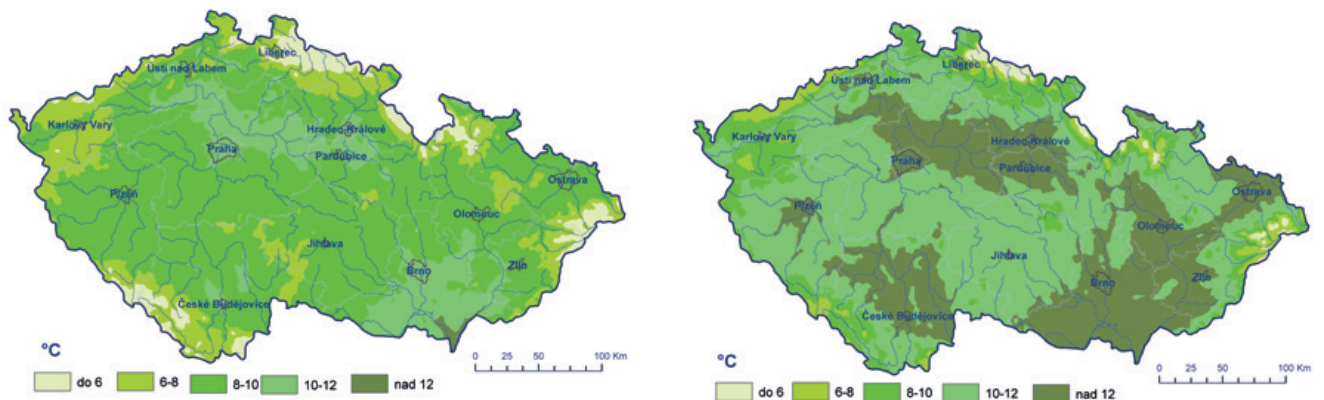 Liberec
Ústí nad Labem
Karlovy Vary
Hradec Králové
Praha
Pardubice
Plzeň
Ostrava
Olomouc
Jihlava
Brno
Zlín
České Budějovice
°C
0 25 50 100 Km
do 6 6-8 8-10 10-12 nad 12
Liberec
Ústí nad Labem
Karlovy Vary
Hradec Králové
Praha
Pardubice
Ostrava
Plzeň
Olomouc
Jihlava
Zlín
Brno
České Budějovice
°C
0 25 50 100 Km
do 6 6-8 8-10 10-12 nad 12